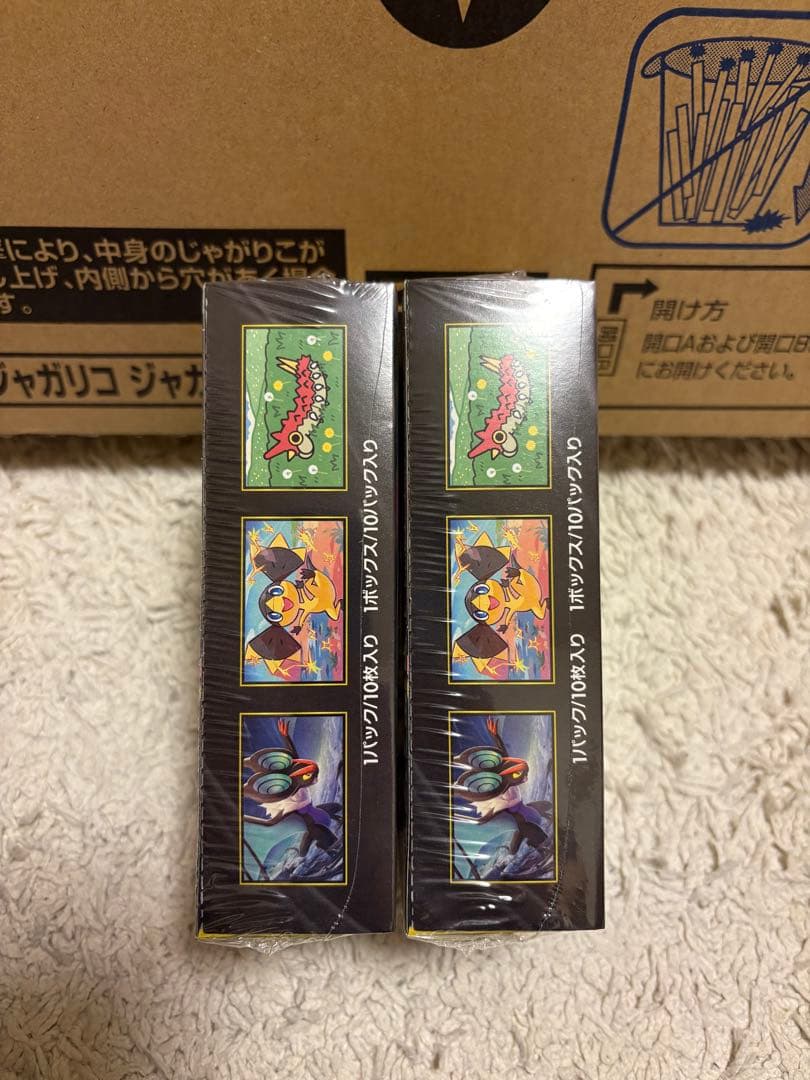 により、中身のじゃがりこが
し上げ、内側から穴があく場合
す。
ジャガリコ ジャガ
開け方
開口Aおよび開口B
にお開けください。
1パック/10枚入り 1ボックス/10パック入り
1パック/10枚入り 1ボックス/10パック入り